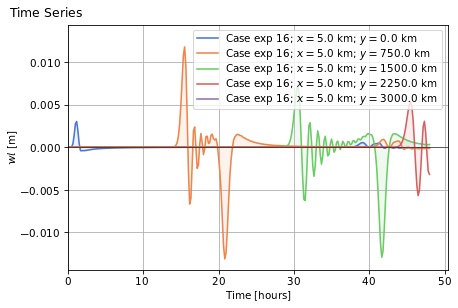 Time Series
Case exp 16; x = 5.0 km; y = 0.0 km
Case exp 16; x = 5.0 km; y = 750.0 km
Case exp 16; x = 5.0 km; y = 1500.0 km
Case exp 16; x = 5.0 km; y = 2250.0 km
Case exp 16; x = 5.0 km; y = 3000.0 km
0.010
0.005
0.000
−0.005
−0.010
wl [m]
0 10 20 30 40 50
Time [hours]